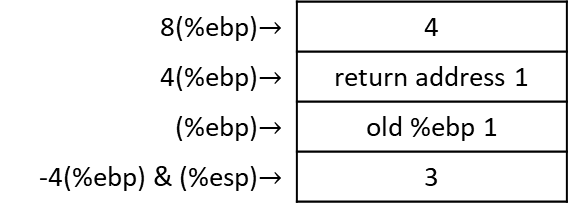 8(%ebp)→ 4
4(%ebp)→ return address 1
(%ebp)→ old %ebp 1
-4(%ebp) & (%esp)→ 3